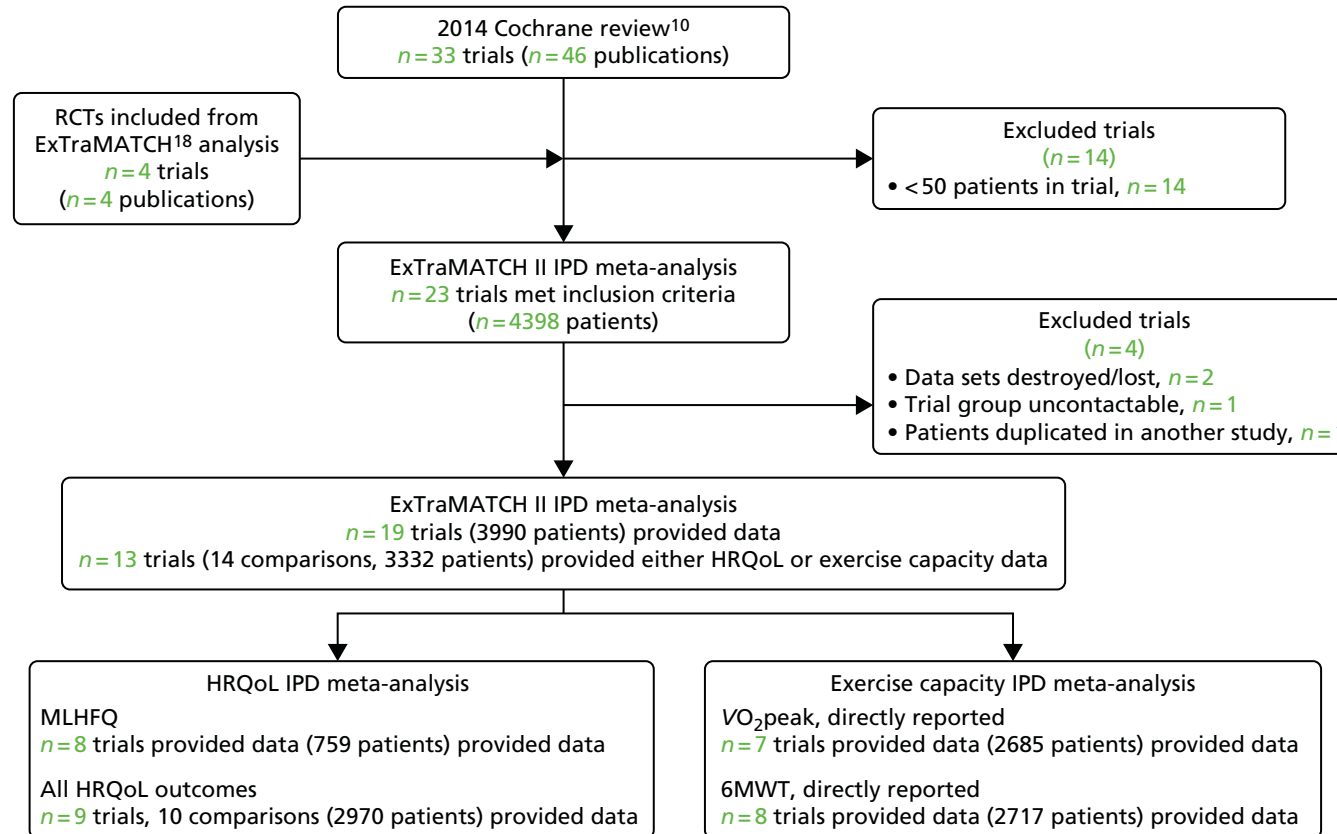 2014 Cochrane review¹⁰
n=33 trials (n=46 publications)
RCTs included from
ExTraMATCH¹⁸ analysis
n=4 trials
(n=4 publications)
Excluded trials
(n=14)
• <50 patients in trial, n=14
ExTraMATCH II IPD meta-analysis
n=23 trials met inclusion criteria
(n=4398 patients)
Excluded trials
(n=4)
• Data sets destroyed/lost, n=2
• Trial group uncontactable, n=1
• Patients duplicated in another study, n=
ExTraMATCH II IPD meta-analysis
n=19 trials (3990 patients) provided data
n=13 trials (14 comparisons, 3332 patients) provided either HRQoL or exercise capacity data
HRQoL IPD meta-analysis
MLHFQ
n=8 trials provided data (759 patients) provided data
All HRQoL outcomes
n=9 trials, 10 comparisons (2970 patients) provided data
Exercise capacity IPD meta-analysis
VO₂peak, directly reported
n=7 trials provided data (2685 patients) provided data
6MWT, directly reported
n=8 trials provided data (2717 patients) provided data